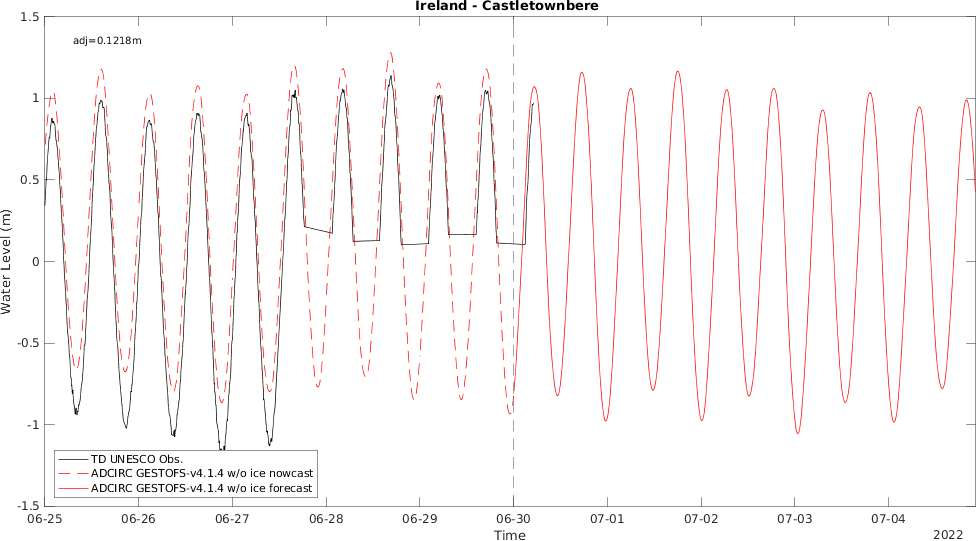 Ireland - Castletownbere
1.5
adj=0.1218m
1
0.5
0
-0.5
-1
-1.5
Water Level (m)
TD UNESCO Obs.
ADCIRC GESTOFS-v4.1.4 w/o ice nowcast
ADCIRC GESTOFS-v4.1.4 w/o ice forecast
06-25 06-26 06-27 06-28 06-29 06-30 07-01 07-02 07-03 07-04
Time
2022